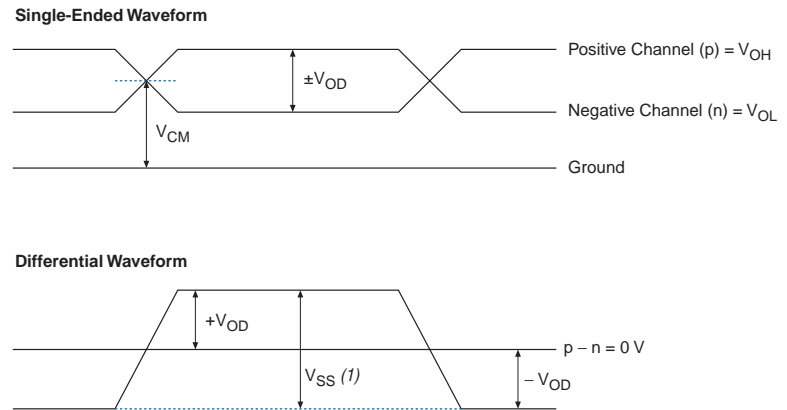 Single-Ended Waveform
Positive Channel (p) = VOH
±VOD
Negative Channel (n) = VOL
VCM
Ground
Differential Waveform
+VOD
p − n = 0 V
VSS (1)
− VOD